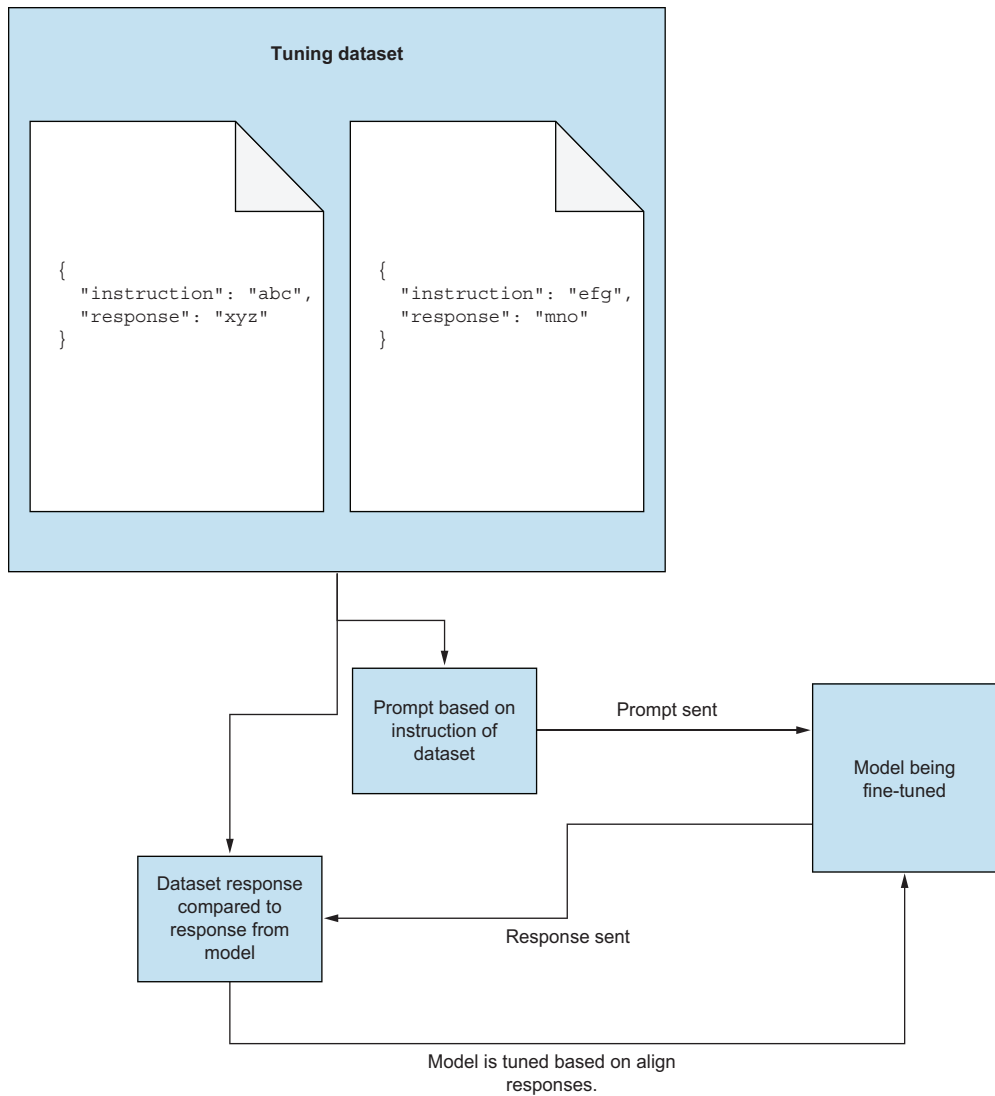 Tuning dataset
{
"instruction": "abc",
"response": "xyz"
}
{
"instruction": "efg",
"response": "mno"
}
Prompt based on
instruction of
dataset
Prompt sent
Model being
fine-tuned
Dataset response
compared to
response from
model
Response sent
Model is tuned based on align
responses.